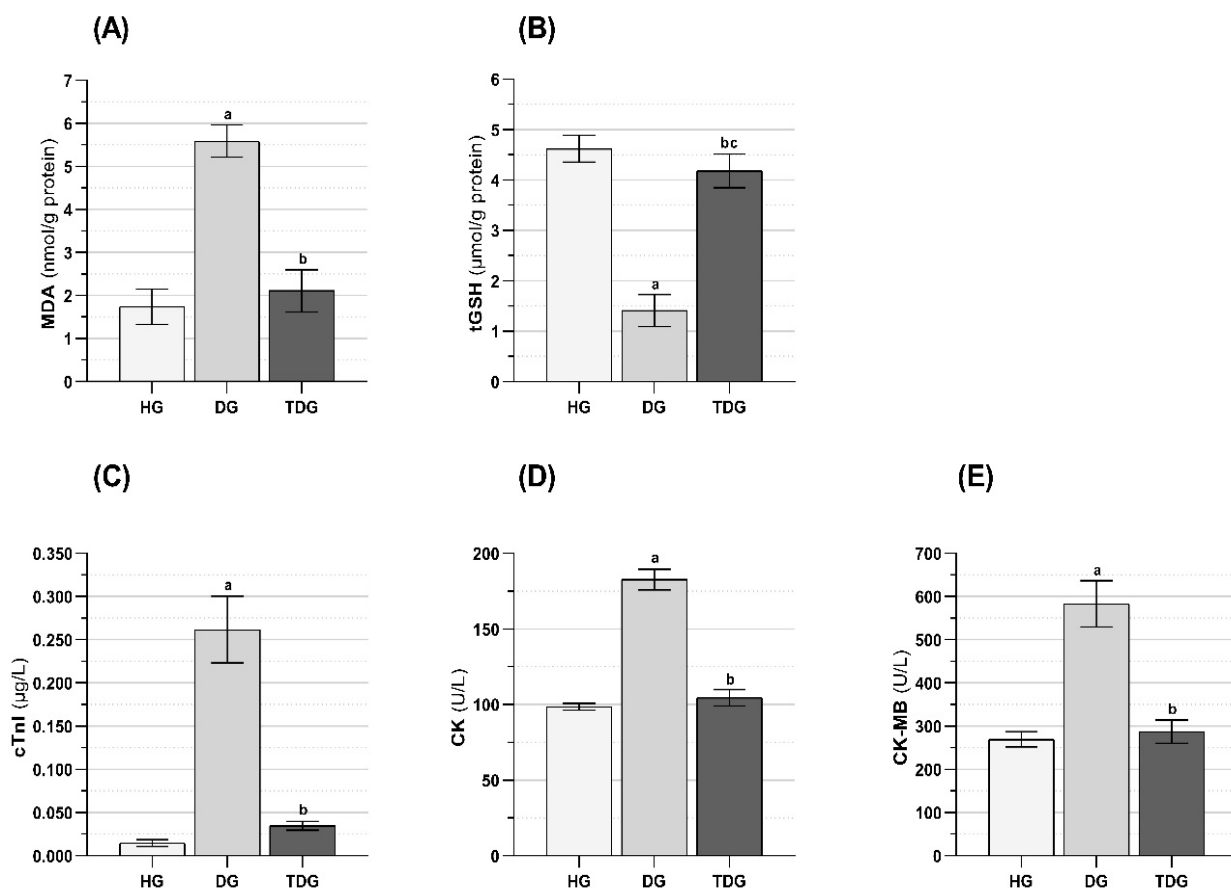 (A)
MDA (nmol/g protein)
7
6
5
4
3
2
1
0
a
b
HG DG TDG
(B)
tGSH (μmol/g protein)
6
5
4
3
2
1
0
a
bc
HG DG TDG
(C)
cTnI (μg/L)
0.350
0.300
0.250
0.200
0.150
0.100
0.050
0.000
a
b
HG DG TDG
(D)
CK (U/L)
200
150
100
50
0
a
b
HG DG TDG
(E)
CK-MB (U/L)
700
600
500
400
300
200
100
0
a
b
HG DG TDG